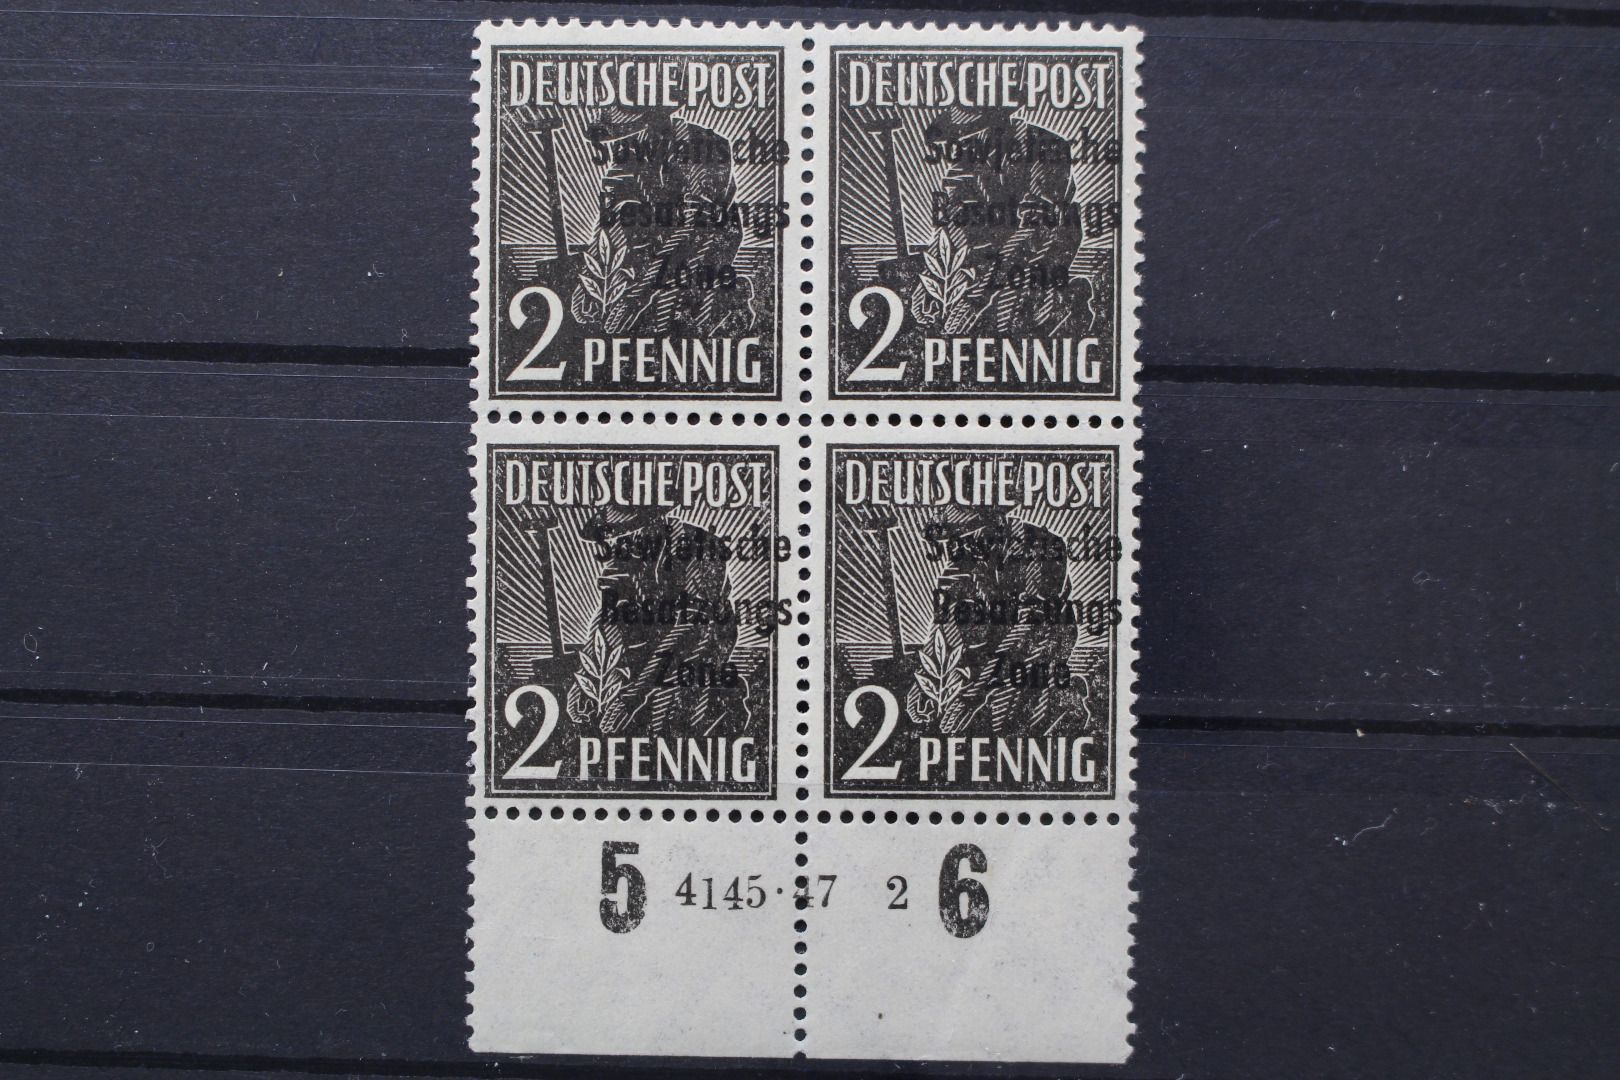 DEUTSCHE POST
Sowjetische
Besatzungs
Zone
2 PFENNIG
DEUTSCHE POST
Sowjetische
Besatzungs
Zone
2 PFENNIG
DEUTSCHE POST
Sowjetische
Besatzungs
Zone
2 PFENNIG
DEUTSCHE POST
Sowjetische
Besatzungs
Zone
2 PFENNIG
5 4145·47 2 6